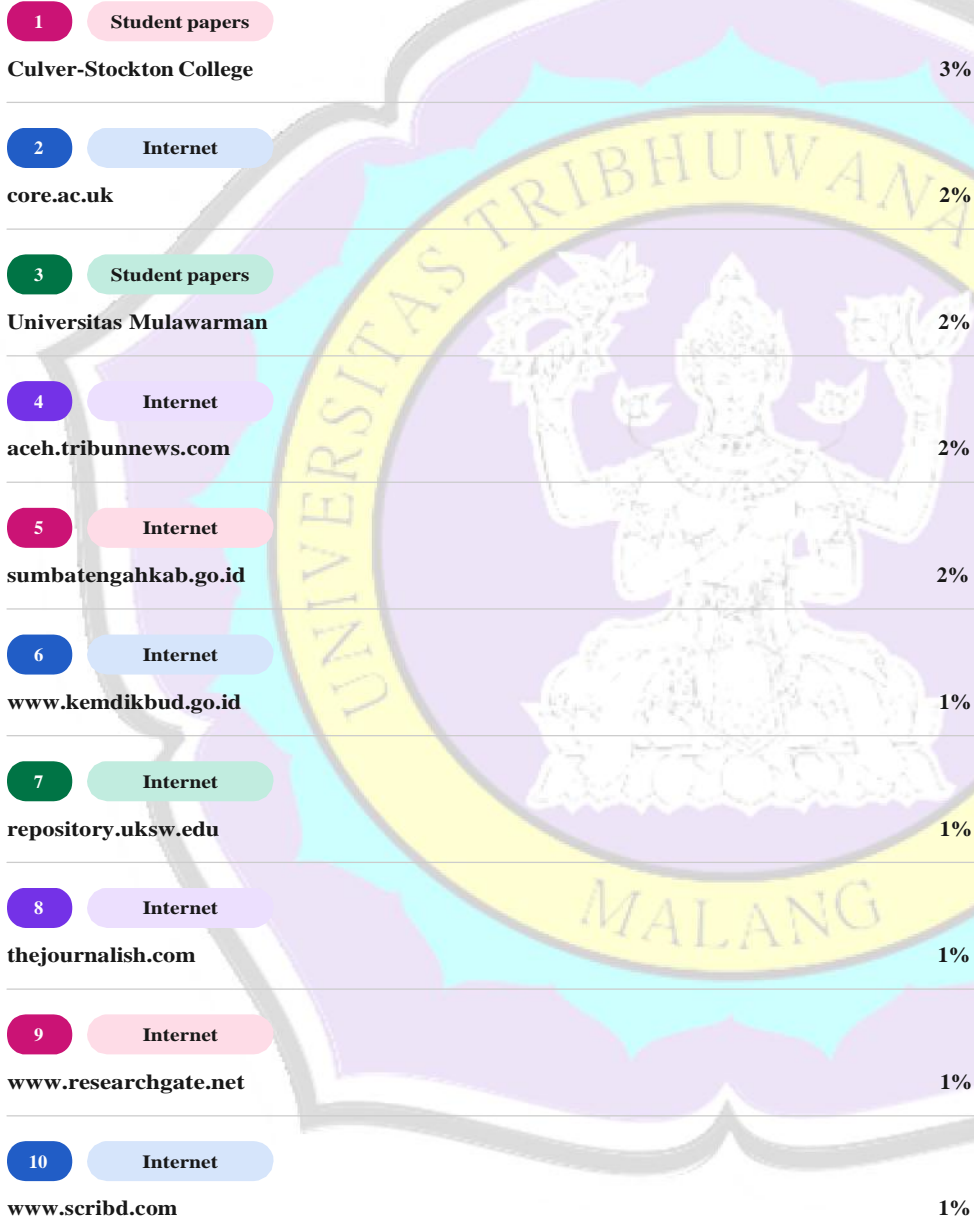 1 Student papers
Culver-Stockton College 3%
2 Internet
core.ac.uk 2%
3 Student papers
Universitas Mulawarman 2%
4 Internet
aceh.tribunnews.com 2%
5 Internet
sumbatengahkab.go.id 2%
6 Internet
www.kemdikbud.go.id 1%
7 Internet
repository.uksw.edu 1%
8 Internet
thejournalish.com 1%
9 Internet
www.researchgate.net 1%
10 Internet
www.scribd.com 1%
UNIVERSITAS TRIBHUWANA
MALANG